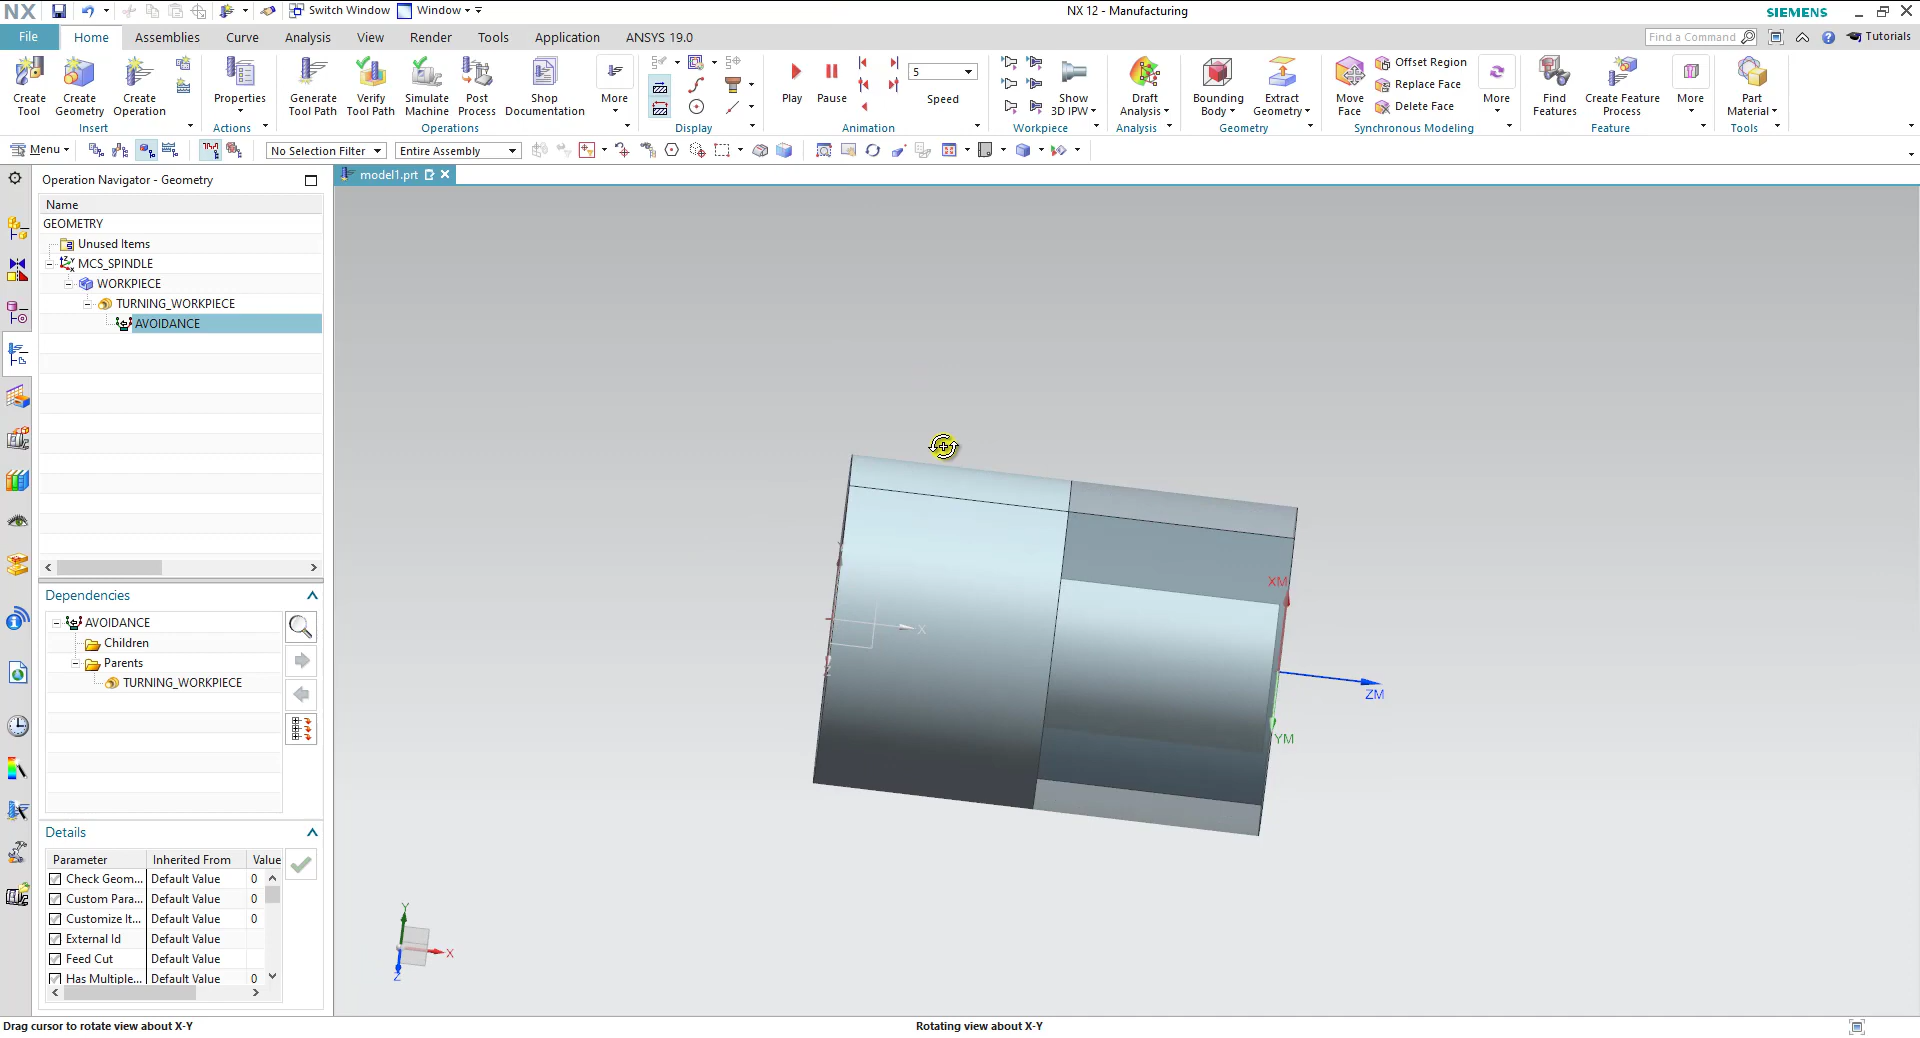 NX
Switch Window
Window
NX 12 - Manufacturing
SIEMENS
File
Home
Assemblies
Curve
Analysis
View
Render
Tools
Application
ANSYS 19.0
Find a Command
Tutorials
Create Tool
Create Geometry
Create Operation
Properties
Generate Tool Path
Verify Tool Path
Simulate Machine
Post Process
Shop Documentation
More
Play
Pause
5
Speed
Show 3D IPW
Draft Analysis
Bounding Body
Extract Geometry
Move Face
Offset Region
Replace Face
Delete Face
More
Find Features
Create Feature Process
More
Part Material
Insert
Actions
Operations
Display
Animation
Workpiece
Analysis
Geometry
Synchronous Modeling
Feature
Tools
Menu
No Selection Filter
Entire Assembly
Operation Navigator - Geometry
model1.prt
Name
GEOMETRY
Unused Items
MCS_SPINDLE
WORKPIECE
TURNING_WORKPIECE
AVOIDANCE
Dependencies
AVOIDANCE
Children
Parents
TURNING_WORKPIECE
Details
Parameter Inherited From Value
Check Geom... Default Value 0
Custom Para... Default Value 0
Customize It... Default Value 0
External Id Default Value
Feed Cut Default Value
Has Multiple... Default Value 0
XM
X
ZM
YM
Y
X
Z
Drag cursor to rotate view about X-Y
Rotating view about X-Y